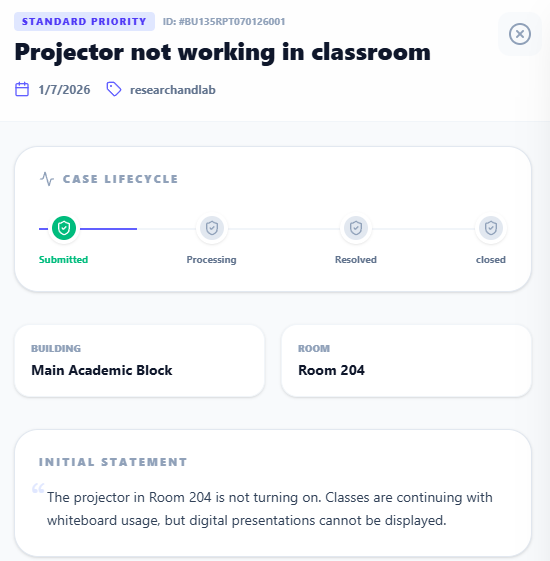 STANDARD PRIORITY ID: #BU135RPT070126001
Projector not working in classroom
1/7/2026 researchandlab
CASE LIFECYCLE
Submitted Processing Resolved closed
BUILDING
Main Academic Block
ROOM
Room 204
INITIAL STATEMENT
“The projector in Room 204 is not turning on. Classes are continuing with
whiteboard usage, but digital presentations cannot be displayed.